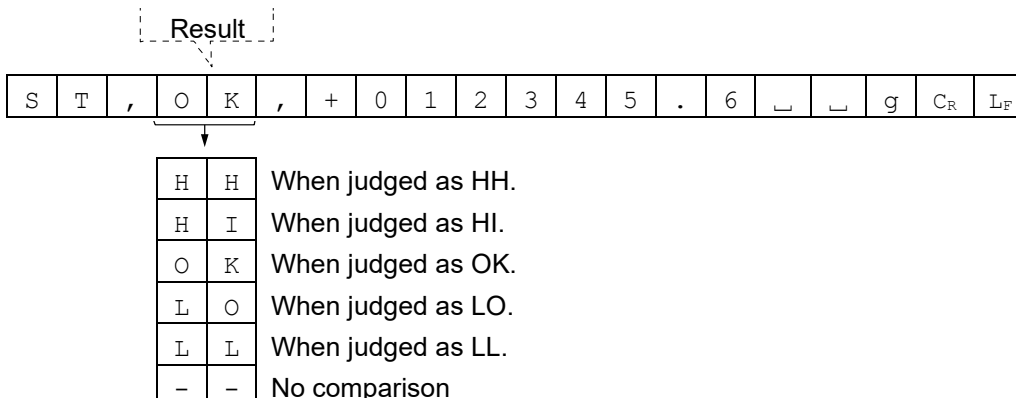 Result
S T , O K , + 0 1 2 3 4 5 . 6 ␣ ␣ g CR LF
H H When judged as HH.
H I When judged as HI.
O K When judged as OK.
L O When judged as LO.
L L When judged as LL.
- - No comparison